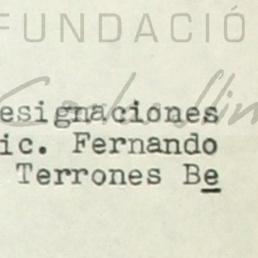 FUNDACIÓ
esignaciones
ic. Fernando
Terrones Be